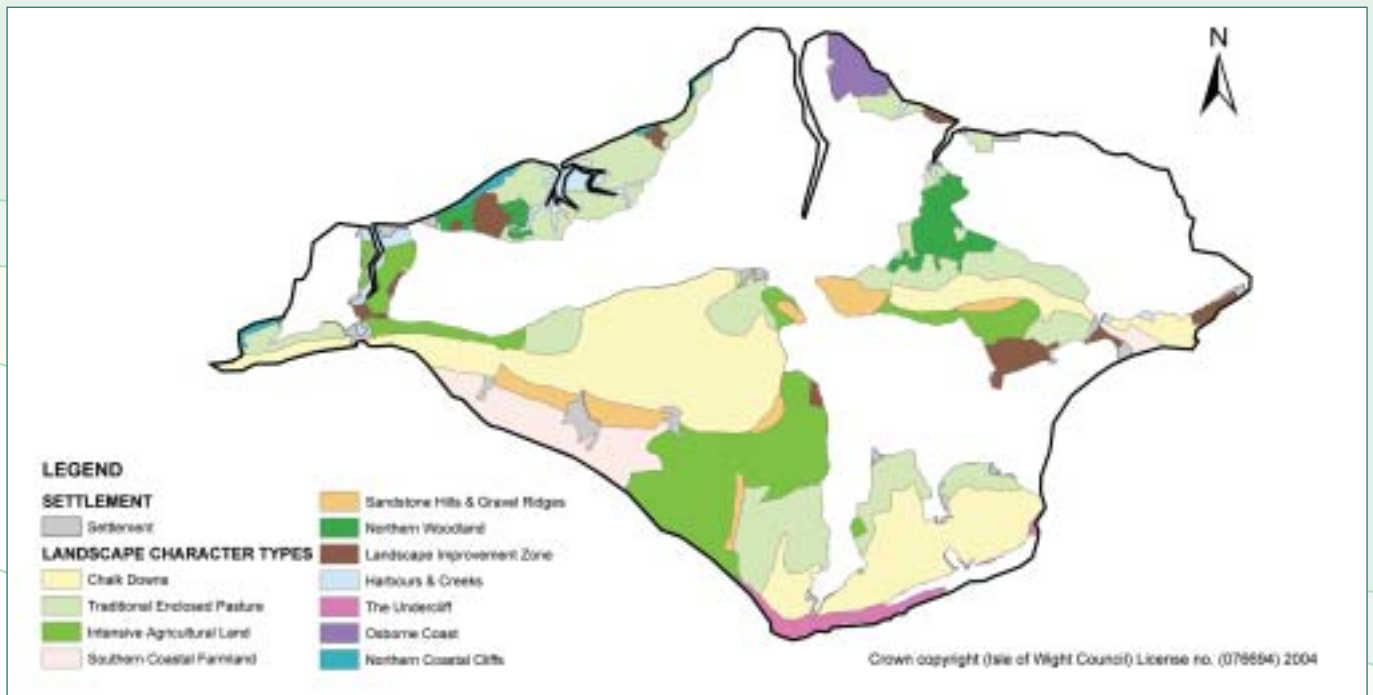 N
LEGEND
SETTLEMENT
Settlement
LANDSCAPE CHARACTER TYPES
Chalk Downs
Traditional Enclosed Pasture
Intensive Agricultural Land
Southern Coastal Farmland
Sandstone Hills & Gravel Ridges
Northern Woodland
Landscape Improvement Zone
Harbours & Creeks
The Undercliff
Osborne Coast
Northern Coastal Cliffs
Crown copyright (Isle of Wight Council) License no. (076694) 2004